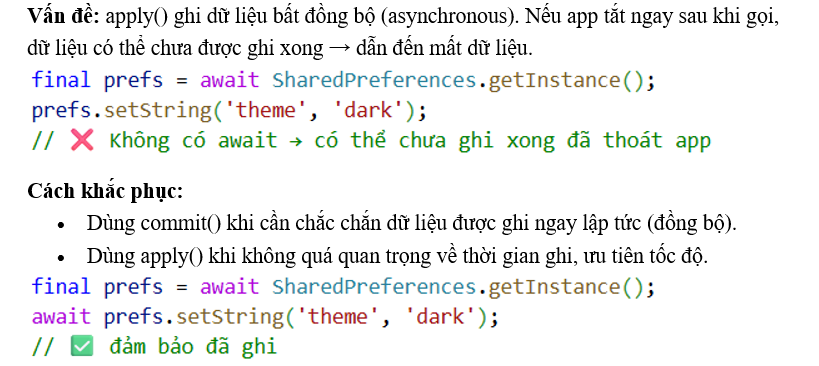 Vấn đề: apply() ghi dữ liệu bất đồng bộ (asynchronous). Nếu app tắt ngay sau khi gọi,
dữ liệu có thể chưa được ghi xong → dẫn đến mất dữ liệu.
final prefs = await SharedPreferences.getInstance();
prefs.setString('theme', 'dark');
// ❌ Không có await → có thể chưa ghi xong đã thoát app
Cách khắc phục:
• Dùng commit() khi cần chắc chắn dữ liệu được ghi ngay lập tức (đồng bộ).
• Dùng apply() khi không quá quan trọng về thời gian ghi, ưu tiên tốc độ.
final prefs = await SharedPreferences.getInstance();
await prefs.setString('theme', 'dark');
// ✅ đảm bảo đã ghi